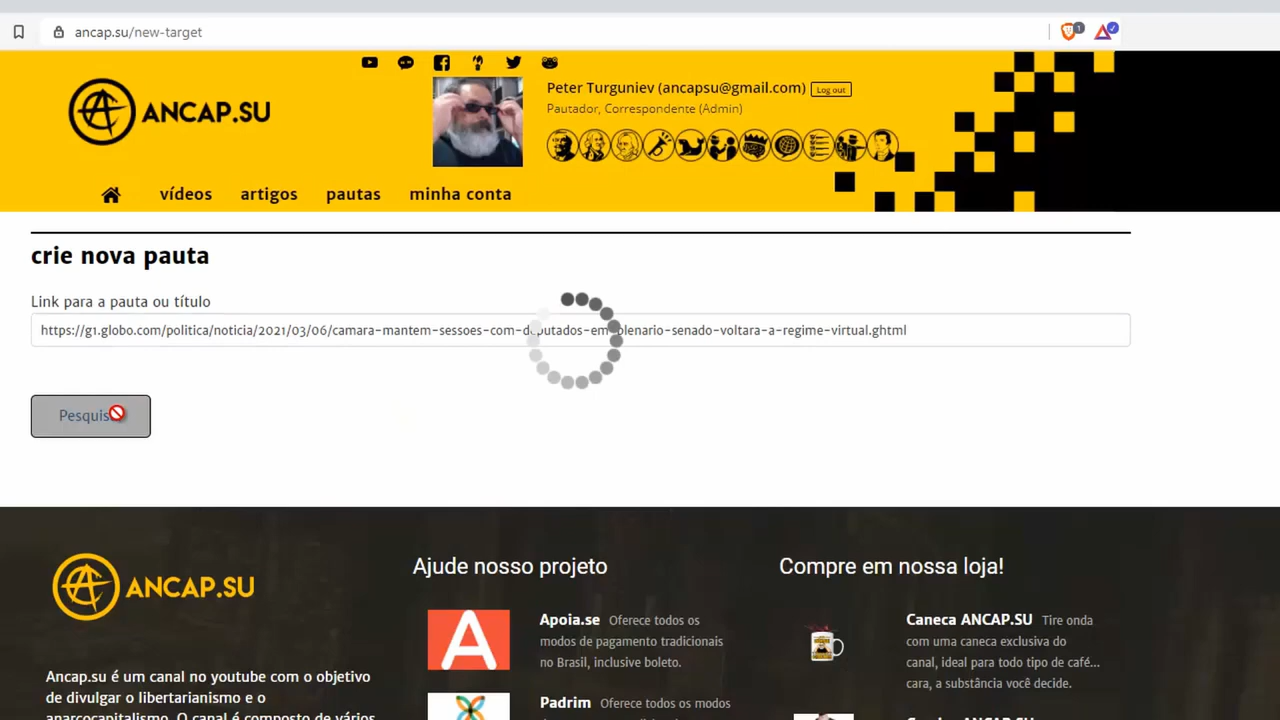 ancap.su/new-target
ANCAP.SU
Peter Turguniev (ancapsu@gmail.com) Log out
Pautador, Correspondente (Admin)
vídeos artigos pautas minha conta
crie nova pauta
Link para a pauta ou título
https://g1.globo.com/politica/noticia/2021/03/06/camara-mantem-sessoes-com-deputados-em-plenario-senado-voltara-a-regime-virtual.ghtml
ANCAP.SU
Ancap.su é um canal no youtube com o objetivo
de divulgar o libertarianismo e o
anarcocapitalismo. O canal é composto de vários
Ajude nosso projeto
Apoia.se Oferece todos os
modos de pagamento tradicionais
no Brasil, inclusive boleto.
Padrim Oferece todos os modos
Compre em nossa loja!
Caneca ANCAP.SU Tire onda
com uma caneca exclusiva do
canal, ideal para todo tipo de café...
cara, a substância você decide.